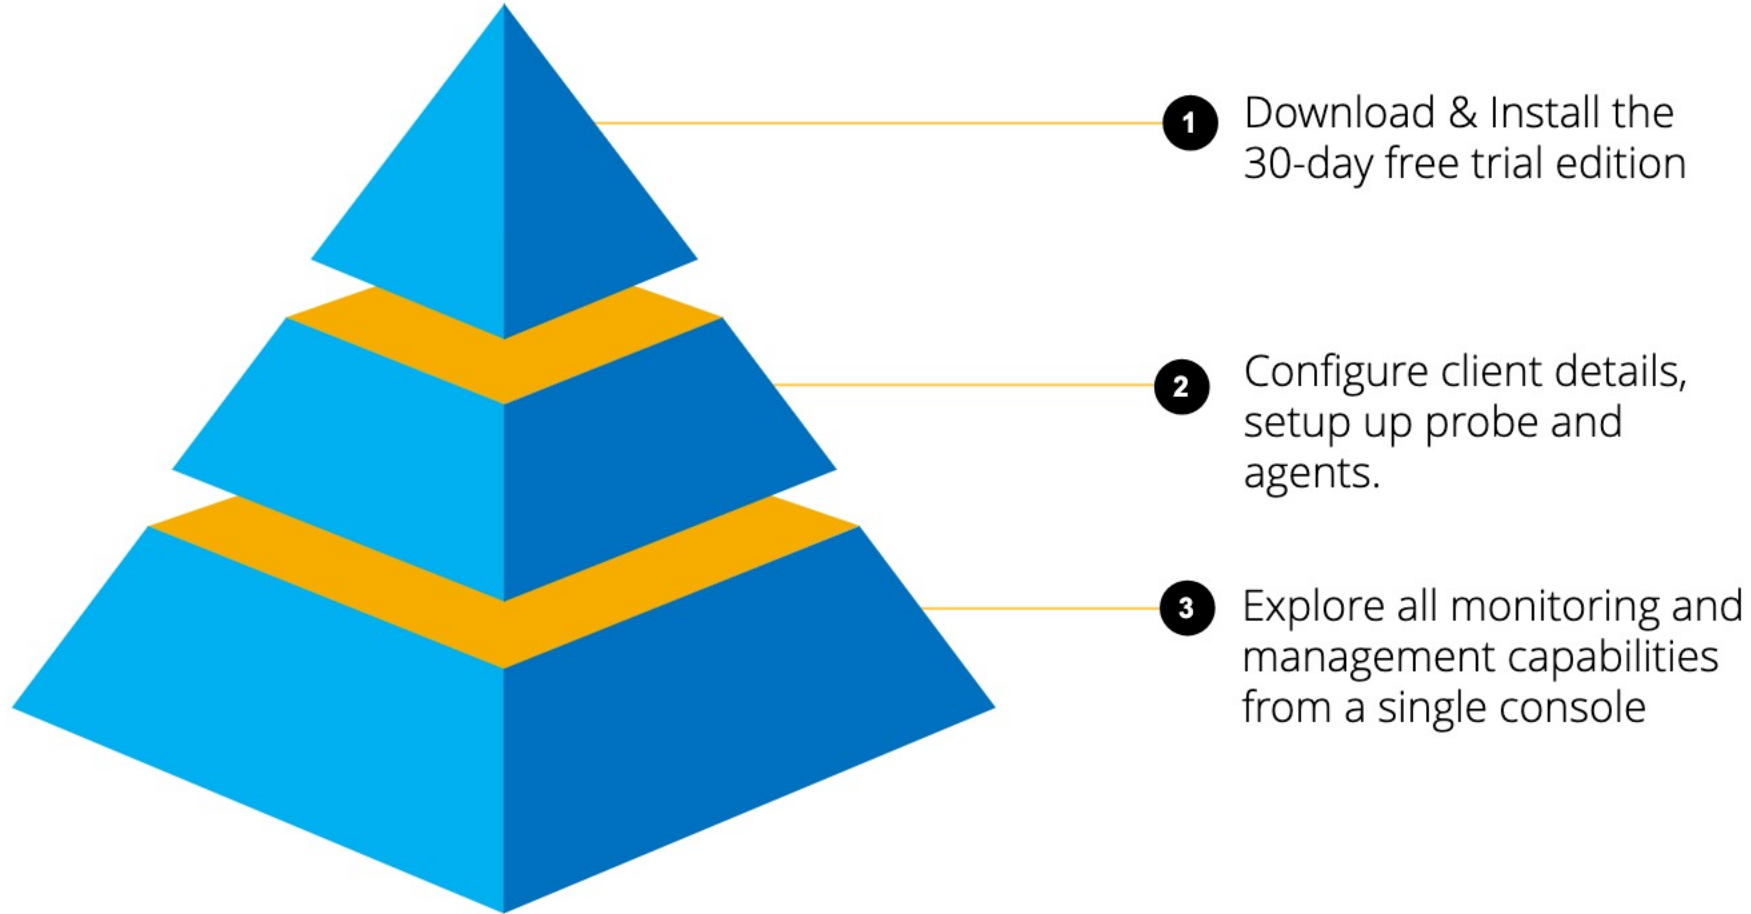 1
Download & Install the
30-day free trial edition
2
Configure client details,
setup up probe and
agents.
3
Explore all monitoring and
management capabilities
from a single console